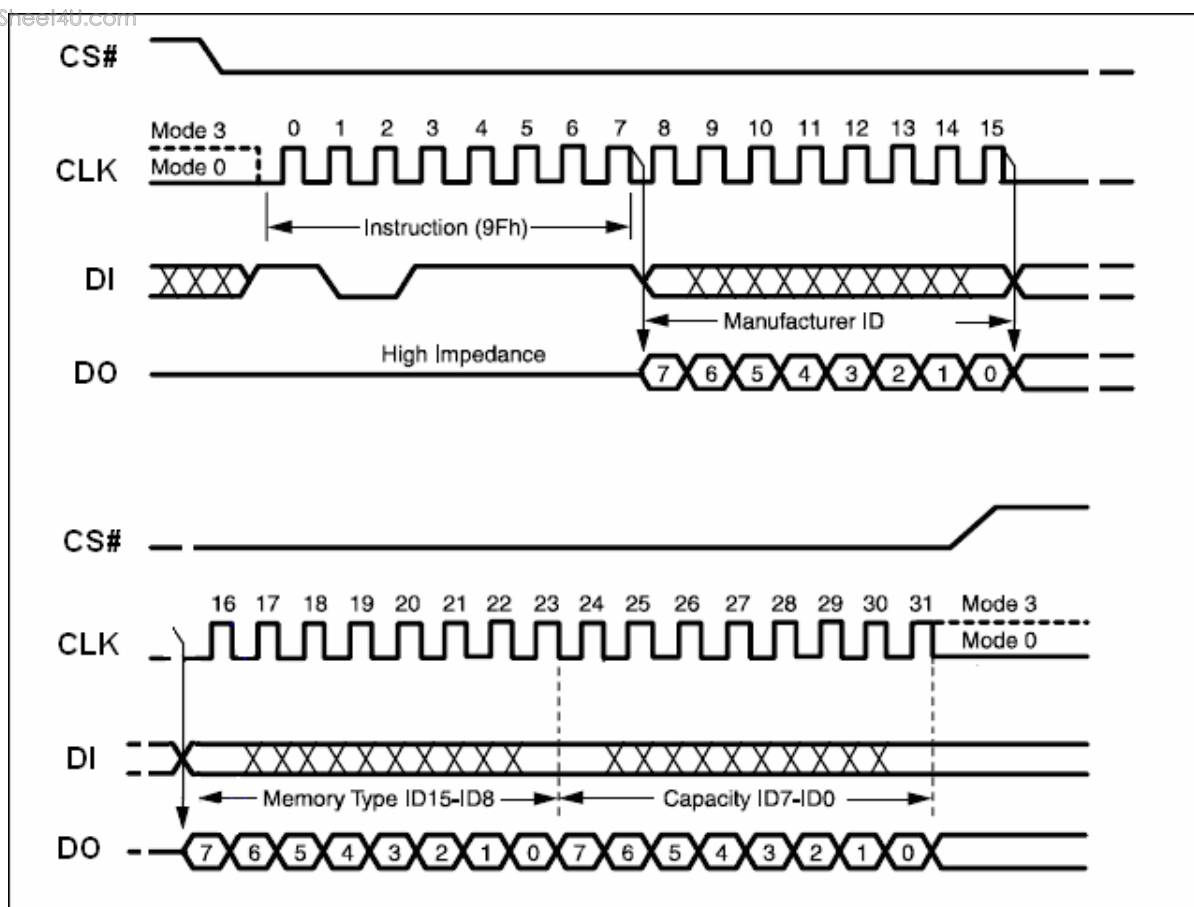 Sheet4U.com
CS#
Mode 3
0 1 2 3 4 5 6 7 8 9 10 11 12 13 14 15
CLK
Mode 0
Instruction (9Fh)
DI
Manufacturer ID
High Impedance
DO
7 6 5 4 3 2 1 0
CS#
16 17 18 19 20 21 22 23 24 25 26 27 28 29 30 31 Mode 3
CLK
Mode 0
DI
Memory Type ID15-ID8 Capacity ID7-ID0
DO
7 6 5 4 3 2 1 0 7 6 5 4 3 2 1 0